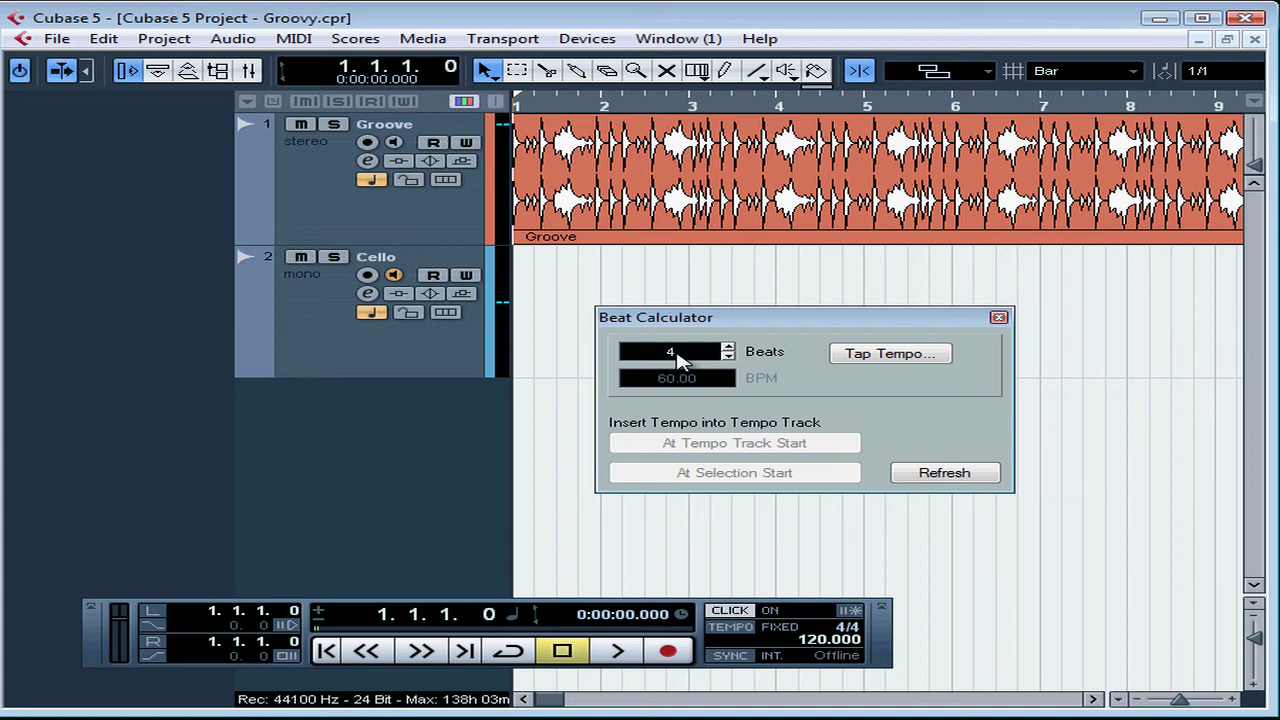 Cubase 5 - [Cubase 5 Project - Groovy.cpr]
File Edit Project Audio MIDI Scores Media Transport Devices Window (1) Help
1. 1. 1. 0
0:00:00.000
Bar
1/1
[M] [S] [R] [W]
1 2 3 4 5 6 7 8 9
1 m S Groove
stereo R W
e
Groove
2 m S Cello
mono R W
e
Beat Calculator
4 Beats Tap Tempo...
60.00 BPM
Insert Tempo into Tempo Track
At Tempo Track Start
At Selection Start Refresh
L 1. 1. 1. 0
0. 0
R 1. 1. 1. 0
0. 0
1. 1. 1. 0 0:00:00.000
CLICK ON
TEMPO FIXED 4/4
120.000
SYNC INT. Offline
Rec: 44100 Hz - 24 Bit - Max: 138h 03m